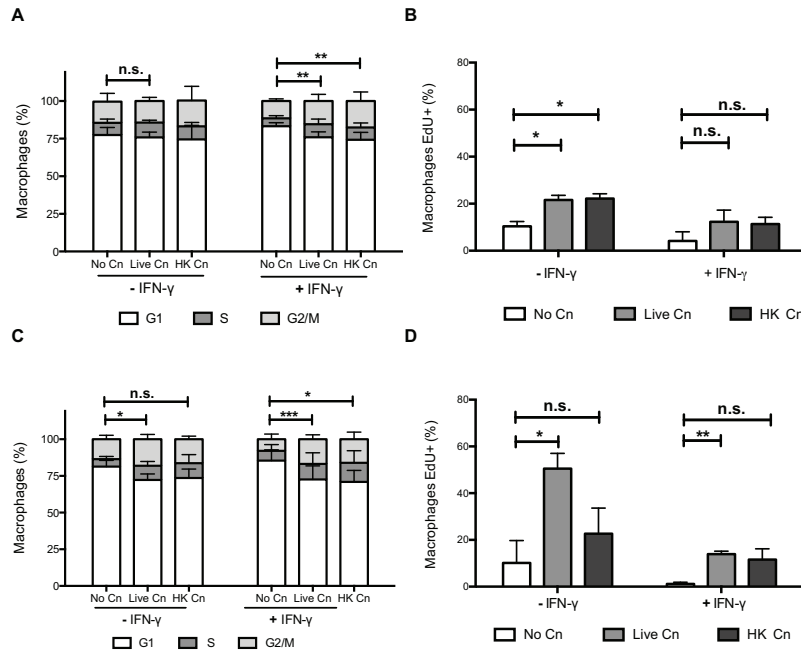 A
Macrophages (%)
100
75
50
25
0
n.s.
**
**
No Cn Live Cn HK Cn
No Cn Live Cn HK Cn
- IFN-γ
+ IFN-γ
G1 S G2/M
B
Macrophages EdU+ (%)
80
60
40
20
0
*
*
n.s.
n.s.
- IFN-γ
+ IFN-γ
No Cn Live Cn HK Cn
C
Macrophages (%)
100
75
50
25
0
n.s.
*
*
***
No Cn Live Cn HK Cn
No Cn Live Cn HK Cn
- IFN-γ
+ IFN-γ
G1 S G2/M
D
Macrophages EdU+ (%)
80
60
40
20
0
n.s.
*
n.s.
**
- IFN-γ
+ IFN-γ
No Cn Live Cn HK Cn